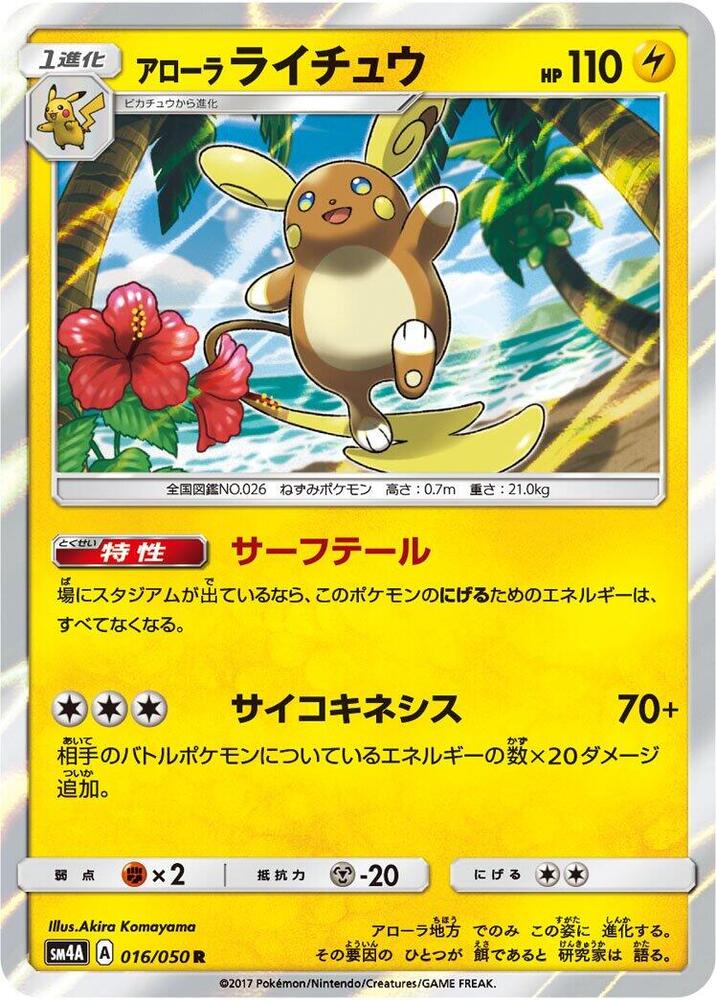 1進化
アローラ ライチュウ HP 110
ピカチュウから進化
全国図鑑NO.026 ねずみポケモン 高さ:0.7m 重さ:21.0kg
とくせい 特性 サーフテール
場にスタジアムが出ているなら、このポケモンのにげるためのエネルギーは、
すべてなくなる。
サイコキネシス 70+
相手のバトルポケモンについているエネルギーの数×20ダメージ
追加。
弱点 ×2 抵抗力 -20 にげる
Illus.Akira Komayama
アローラ地方 でのみ この姿に 進化する。
その要因の ひとつが 餌であると 研究家は 語る。
SM4A A 016/050 R
©2017 Pokémon/Nintendo/Creatures/GAME FREAK.